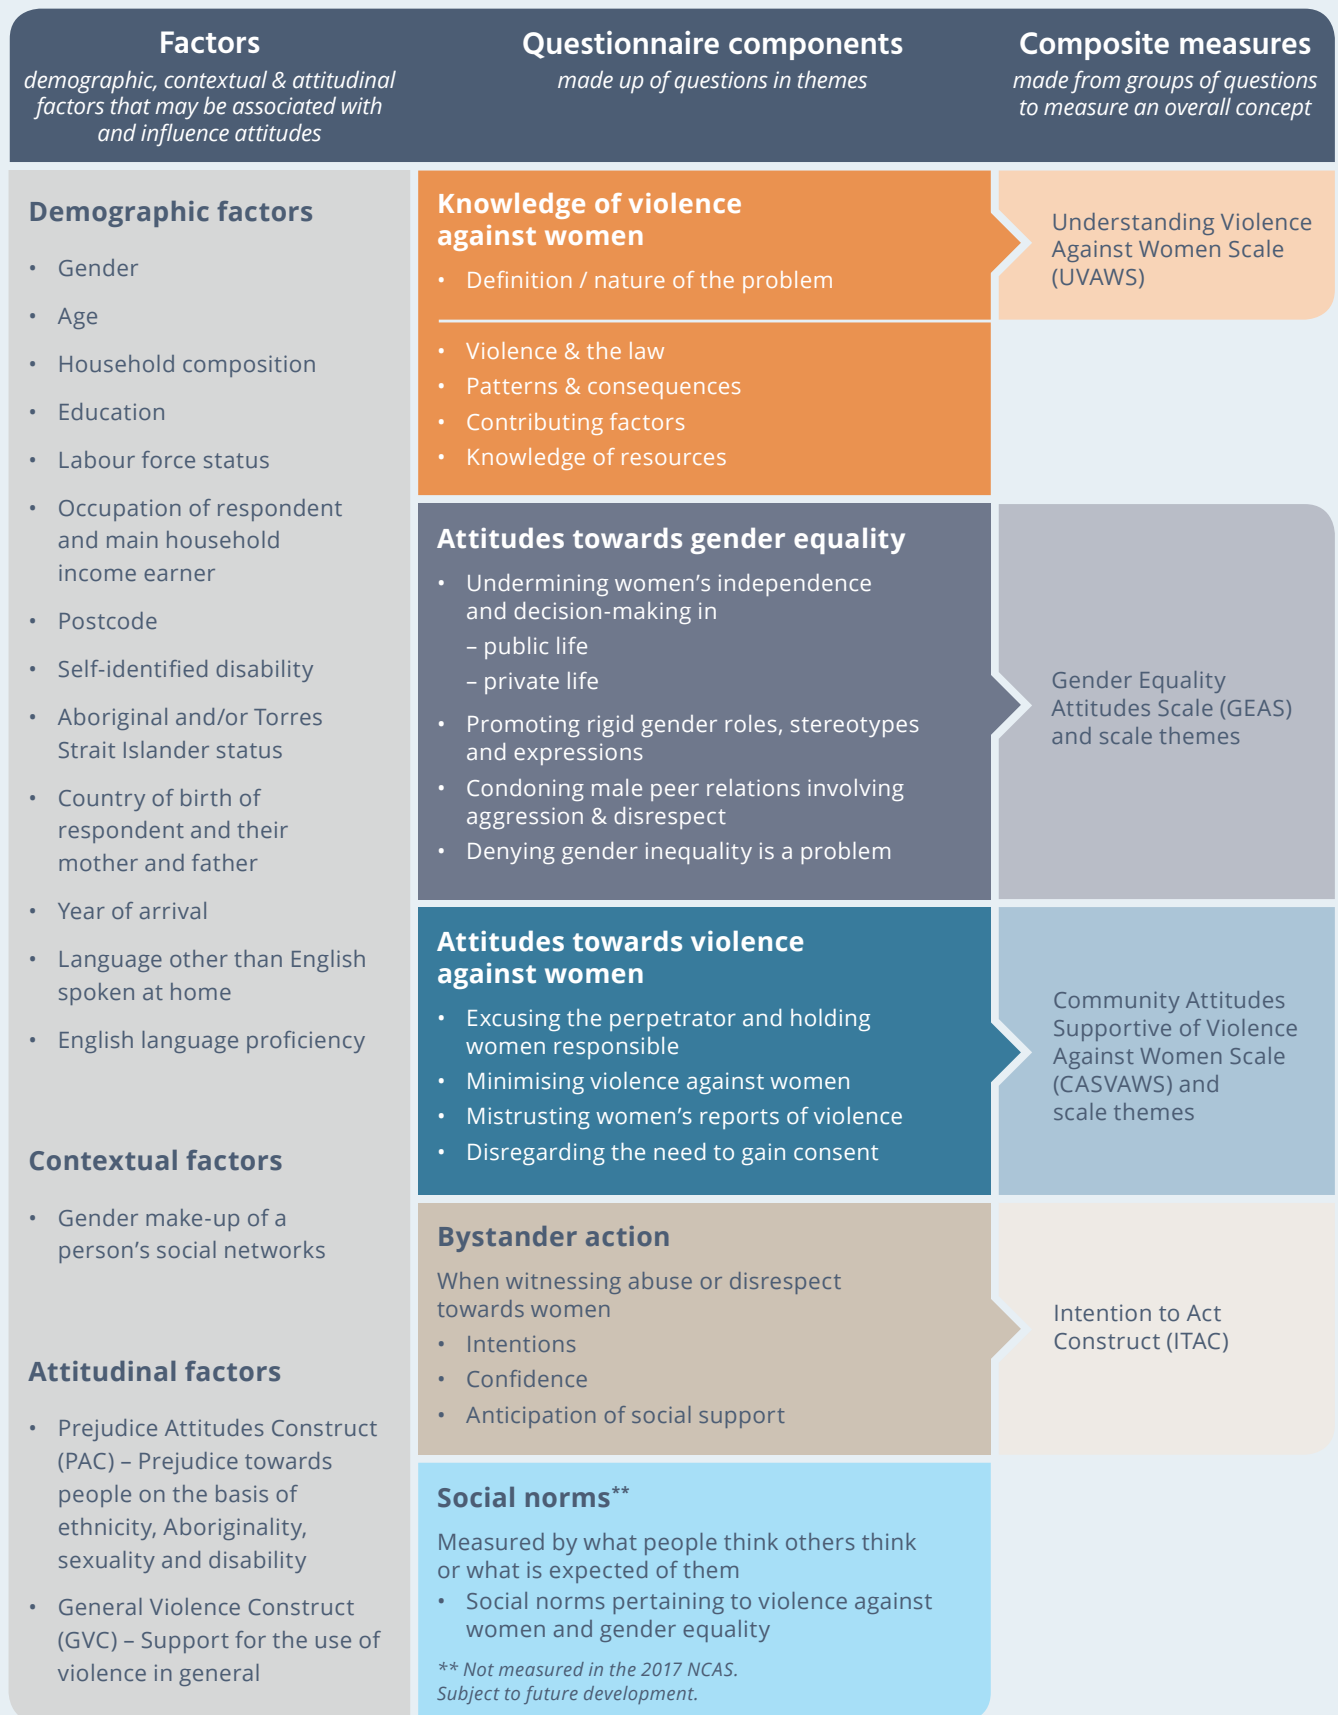 Factors
demographic, contextual & attitudinal
factors that may be associated with
and influence attitudes
Questionnaire components
made up of questions in themes
Composite measures
made from groups of questions
to measure an overall concept
Demographic factors
• Gender
• Age
• Household composition
• Education
• Labour force status
• Occupation of respondent
and main household
income earner
• Postcode
• Self-identified disability
• Aboriginal and/or Torres
Strait Islander status
• Country of birth of
respondent and their
mother and father
• Year of arrival
• Language other than English
spoken at home
• English language proficiency
Contextual factors
• Gender make-up of a
person’s social networks
Attitudinal factors
• Prejudice Attitudes Construct
(PAC) – Prejudice towards
people on the basis of
ethnicity, Aboriginality,
sexuality and disability
• General Violence Construct
(GVC) – Support for the use of
violence in general
Knowledge of violence
against women
• Definition / nature of the problem
• Violence & the law
• Patterns & consequences
• Contributing factors
• Knowledge of resources
Understanding Violence
Against Women Scale
(UVAWS)
Attitudes towards gender equality
• Undermining women’s independence
and decision-making in
– public life
– private life
• Promoting rigid gender roles, stereotypes
and expressions
• Condoning male peer relations involving
aggression & disrespect
• Denying gender inequality is a problem
Gender Equality
Attitudes Scale (GEAS)
and scale themes
Attitudes towards violence
against women
• Excusing the perpetrator and holding
women responsible
• Minimising violence against women
• Mistrusting women’s reports of violence
• Disregarding the need to gain consent
Community Attitudes
Supportive of Violence
Against Women Scale
(CASVAWS) and
scale themes
Bystander action
When witnessing abuse or disrespect
towards women
• Intentions
• Confidence
• Anticipation of social support
Intention to Act
Construct (ITAC)
Social norms**
Measured by what people think others think
or what is expected of them
• Social norms pertaining to violence against
women and gender equality
** Not measured in the 2017 NCAS.
Subject to future development.